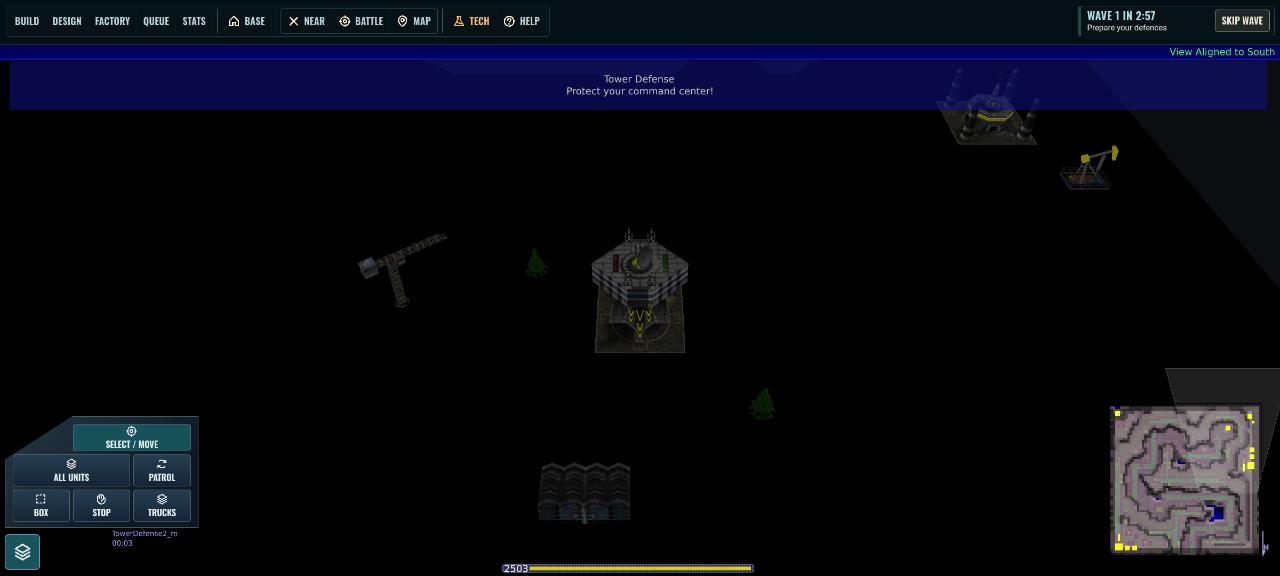 BUILD DESIGN FACTORY QUEUE STATS BASE NEAR BATTLE MAP TECH HELP
WAVE 1 IN 2:57
Prepare your defences
SKIP WAVE
View Aligned to South
Tower Defense
Protect your command center!
SELECT / MOVE
ALL UNITS PATROL
BOX STOP TRUCKS
TowerDefense2_m
00:03
2503
N